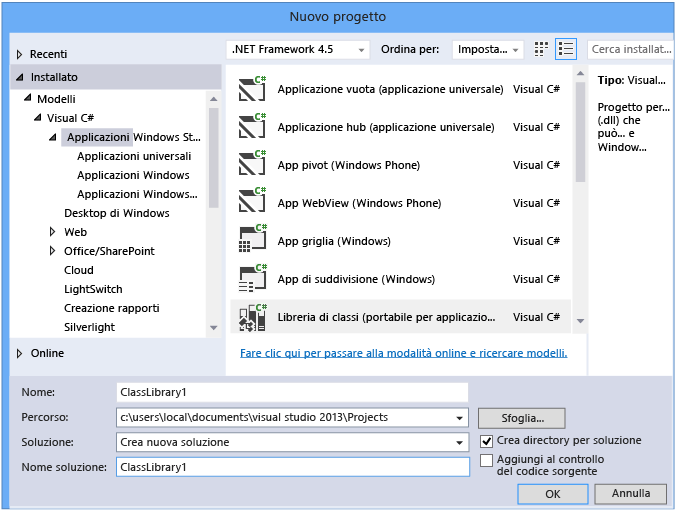 Nuovo progetto
Recenti
Installato
Modelli
Visual C#
Applicazioni Windows St...
Applicazioni universali
Applicazioni Windows
Applicazioni Windows...
Desktop di Windows
Web
Office/SharePoint
Cloud
LightSwitch
Creazione rapporti
Silverlight
Online
.NET Framework 4.5
Ordina per:
Imposta...
Cerca installat...
C# Applicazione vuota (applicazione universale) Visual C#
C# Applicazione hub (applicazione universale) Visual C#
C# App pivot (Windows Phone) Visual C#
C# App WebView (Windows Phone) Visual C#
C# App griglia (Windows) Visual C#
C# App di suddivisione (Windows) Visual C#
C# Libreria di classi (portabile per applicazio... Visual C#
Fare clic qui per passare alla modalità online e ricercare modelli.
Tipo: Visual...
Progetto per...
(.dll) che
può... e
Window...
Nome: ClassLibrary1
Percorso: c:\users\local\documents\visual studio 2013\Projects
Sfoglia...
Soluzione: Crea nuova soluzione
Crea directory per soluzione
Nome soluzione: ClassLibrary1
Aggiungi al controllo
del codice sorgente
OK
Annulla